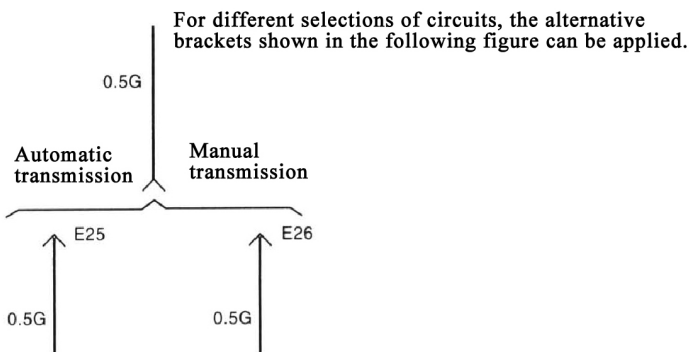 For different selections of circuits, the alternative
brackets shown in the following figure can be applied.
0.5G
Automatic
transmission
Manual
transmission
E25
E26
0.5G
0.5G